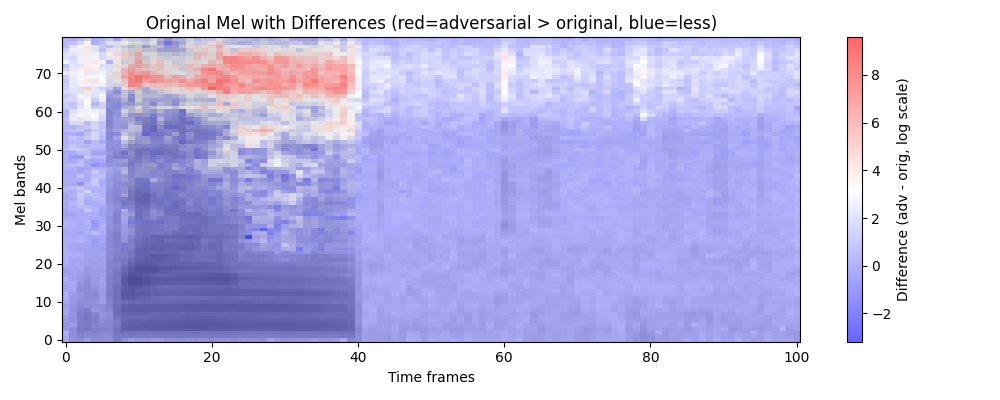 Original Mel with Differences (red=adversarial > original, blue=less)
Mel bands
70
60
50
40
30
20
10
0
0 20 40 60 80 100
Time frames
8
6
4
2
0
−2
Difference (adv - orig, log scale)